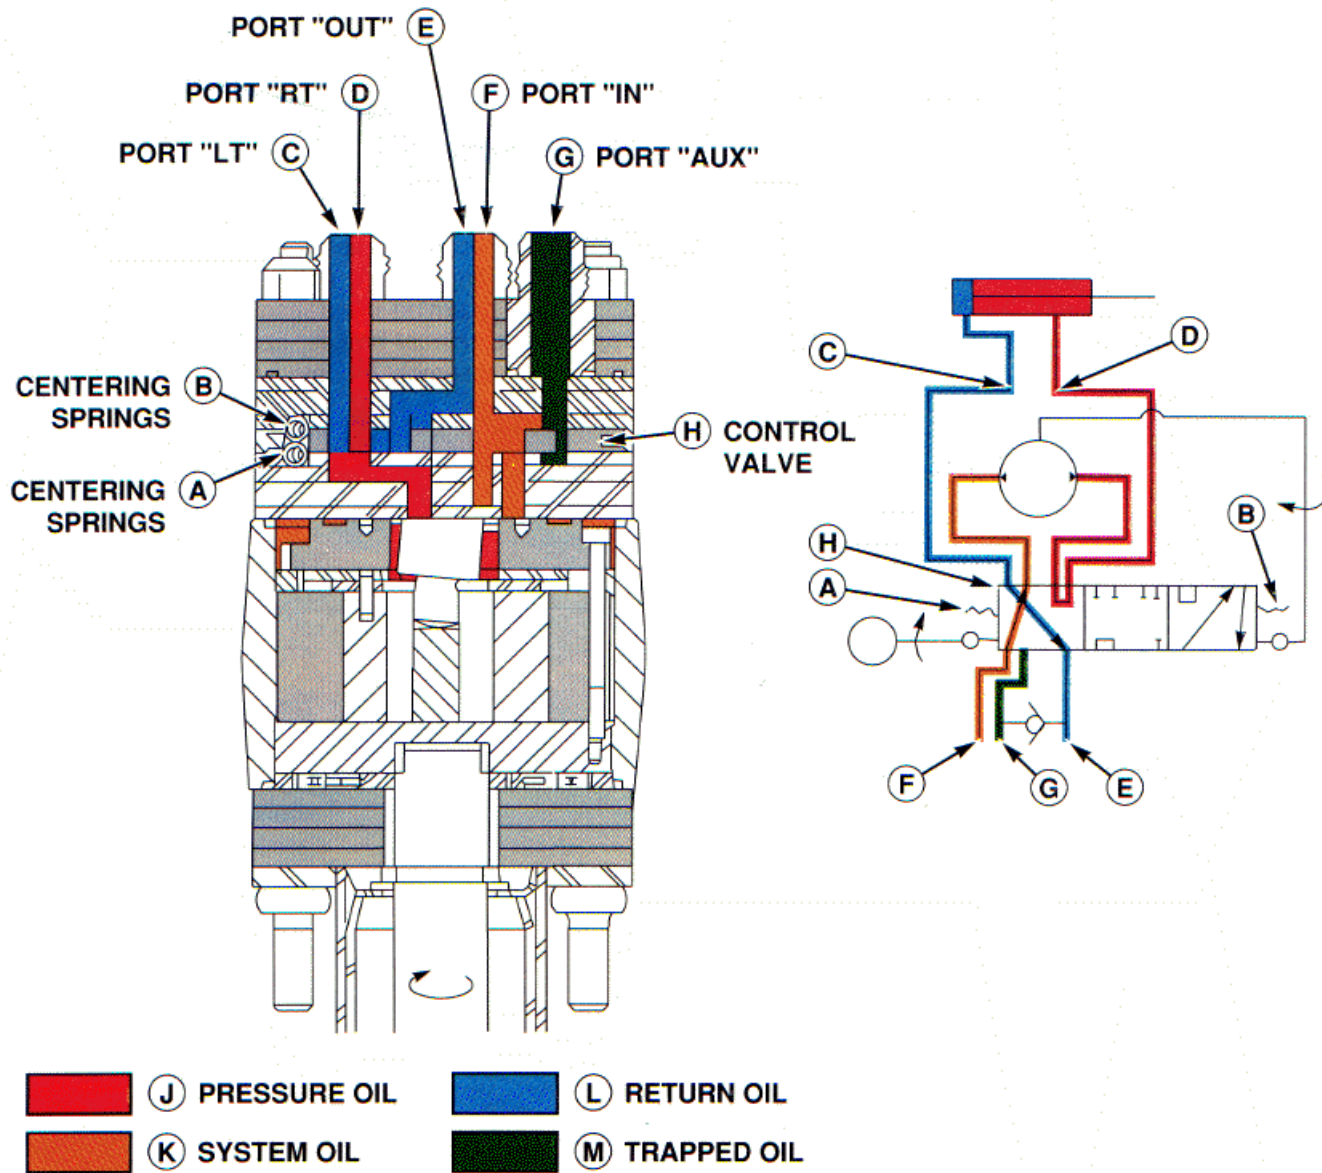 PORT "OUT" E
PORT "RT" D
F PORT "IN"
PORT "LT" C
G PORT "AUX"
CENTERING SPRINGS B
CENTERING SPRINGS A
H CONTROL VALVE
C
D
B
H
A
F
G
E
J PRESSURE OIL
L RETURN OIL
K SYSTEM OIL
M TRAPPED OIL